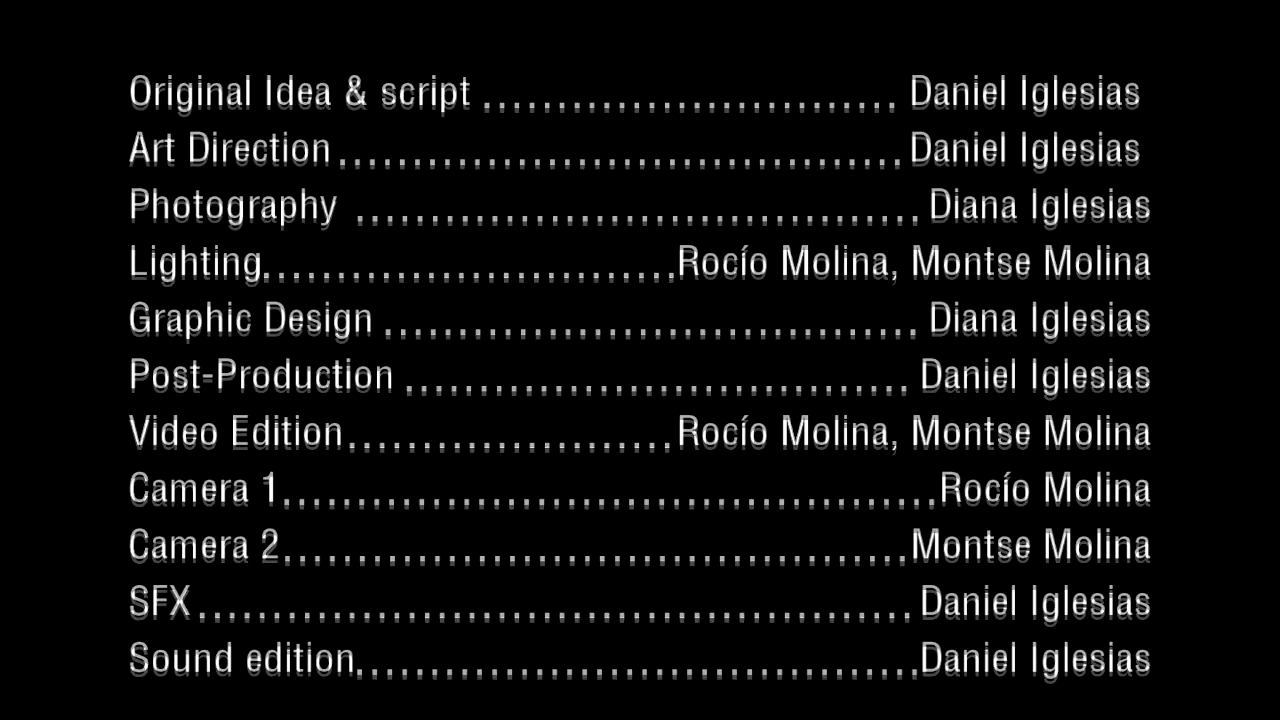 Original Idea & script ............................ Daniel Iglesias
Art Direction ...................................... Daniel Iglesias
Photography ...................................... Diana Iglesias
Lighting............................Rocío Molina, Montse Molina
Graphic Design .................................... Diana Iglesias
Post-Production .................................. Daniel Iglesias
Video Edition......................Rocío Molina, Montse Molina
Camera 1............................................Rocío Molina
Camera 2..........................................Montse Molina
SFX ................................................ Daniel Iglesias
Sound edition......................................Daniel Iglesias